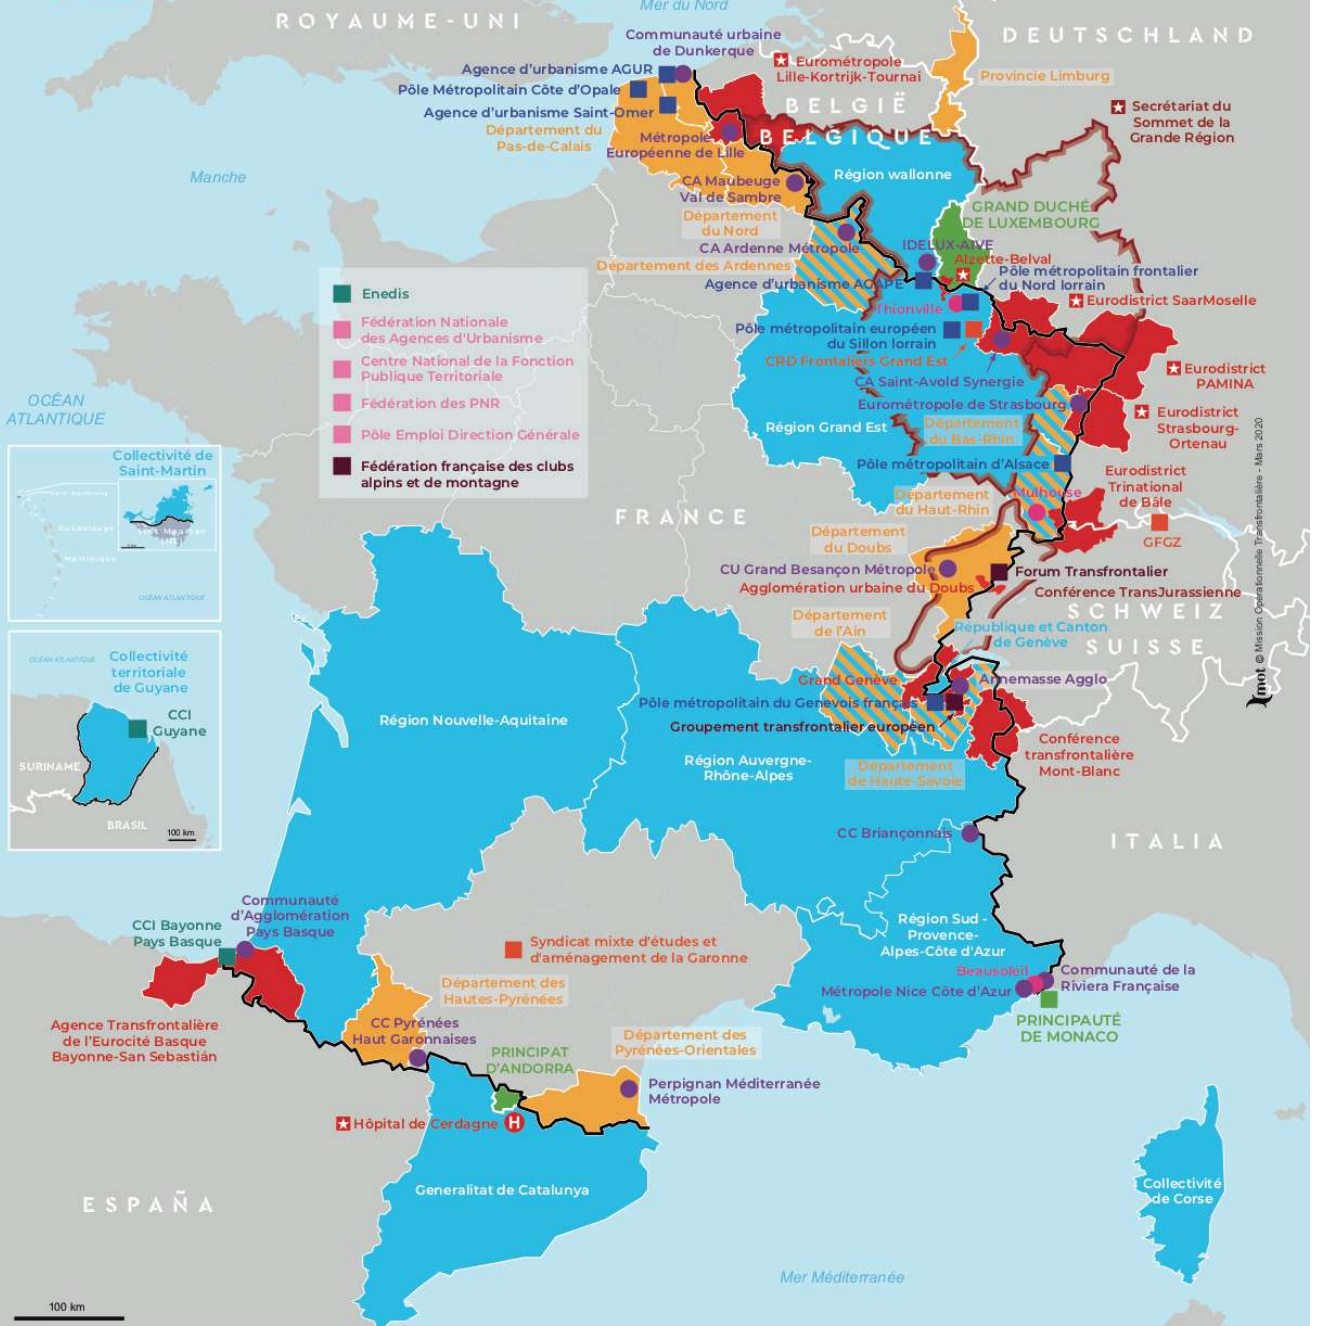 Mer du Nord
ROYAUME-UNI
DEUTSCHLAND
Communauté urbaine
de Dunkerque
Agence d'urbanisme AGUR
Pôle Métropolitain Côte d'Opale
Agence d'urbanisme Saint-Omer
Département du
Pas-de-Calais
Eurométropole
Lille-Kortrijk-Tournai
Provincie Limburg
BELGIË
BELGIQUE
Secrétariat du
Sommet de la
Grande Région
Métropole
Européenne de Lille
Manche
Région wallonne
CA Maubeuge
Val de Sambre
Département
du Nord
GRAND DUCHÉ
DE LUXEMBOURG
CA Ardenne Métropole
IDELUX-AIVE
Département des Ardennes
Alzette-Belval
Agence d'urbanisme AGAPE
Pôle métropolitain frontalier
du Nord lorrain
Thionville
Eurodistrict SaarMoselle
Pôle métropolitain européen
du Sillon lorrain
CRD Frontaliers Grand Est
CA Saint-Avold Synergie
Eurodistrict
PAMINA
Eurométropole de Strasbourg
Région Grand Est
Département
du Bas-Rhin
Eurodistrict
Strasbourg-
Ortenau
Pôle métropolitain d'Alsace
Mulhouse
Eurodistrict
Trinational
de Bâle
GFGZ
Département
du Haut-Rhin
Enedis
Fédération Nationale
des Agences d'Urbanisme
Centre National de la Fonction
Publique Territoriale
Fédération des PNR
Pôle Emploi Direction Générale
Fédération française des clubs
alpins et de montagne
OCÉAN
ATLANTIQUE
Collectivité de
Saint-Martin
Guadeloupe
Martinique
OCÉAN ATLANTIQUE
FRANCE
Département
du Doubs
CU Grand Besançon Métropole
Agglomération urbaine du Doubs
Forum Transfrontalier
Conférence TransJurassienne
SCHWEIZ
SUISSE
Département
de l'Ain
République et Canton
de Genève
Grand Genève
Annemasse Agglo
Pôle métropolitain du Genevois français
Groupement transfrontalier européen
Département
de Haute-Savoie
Conférence
transfrontalière
Mont-Blanc
mot © Mission Opérationnelle Transfrontalière - Mars 2020
OCÉAN ATLANTIQUE
Collectivité
territoriale
de Guyane
CCI
Guyane
SURINAME
BRASIL
100 km
Région Nouvelle-Aquitaine
Région Auvergne-
Rhône-Alpes
CC Briançonnais
ITALIA
Région Sud -
Provence-
Alpes-Côte d'Azur
Beausoleil
Métropole Nice Côte d'Azur
Communauté de la
Riviera Française
PRINCIPAUTÉ
DE MONACO
Communauté
d'Agglomération
Pays Basque
CCI Bayonne
Pays Basque
Agence Transfrontalière
de l'Eurocité Basque
Bayonne-San Sebastián
Syndicat mixte d'études et
d'aménagement de la Garonne
Département des
Hautes-Pyrénées
CC Pyrénées
Haut Garonnaises
PRINCIPAT
D'ANDORRA
Département des
Pyrénées-Orientales
Perpignan Méditerranée
Métropole
Hôpital de Cerdagne
H
Generalitat de Catalunya
ESPAÑA
Collectivité
de Corse
Mer Méditerranée
100 km